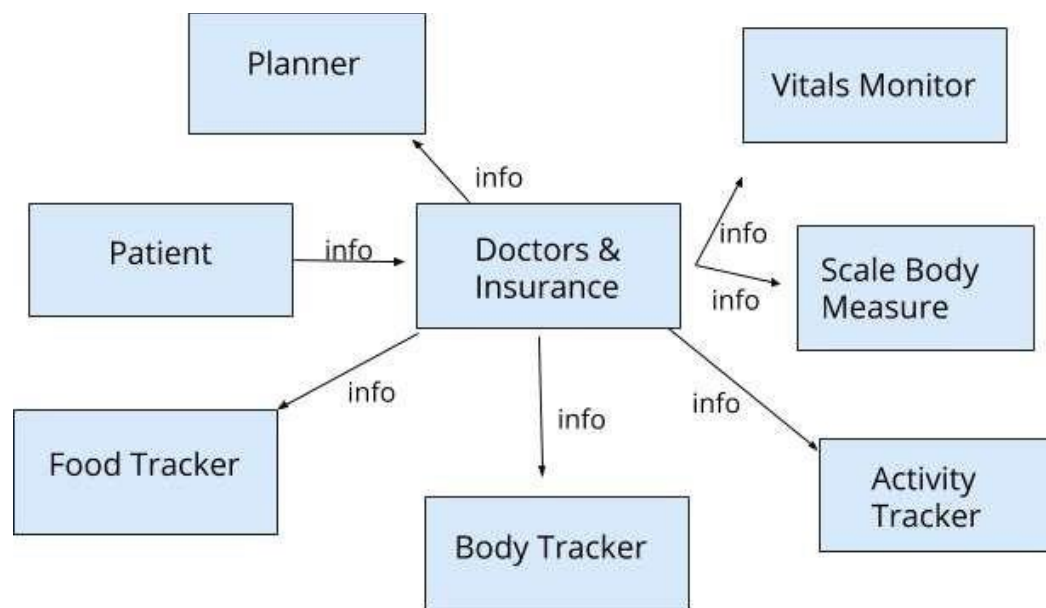 Planner
Vitals Monitor
info
Patient
info
Doctors &
Insurance
info
Scale Body
Measure
info
info
info
info
Food Tracker
Activity
Tracker
Body Tracker